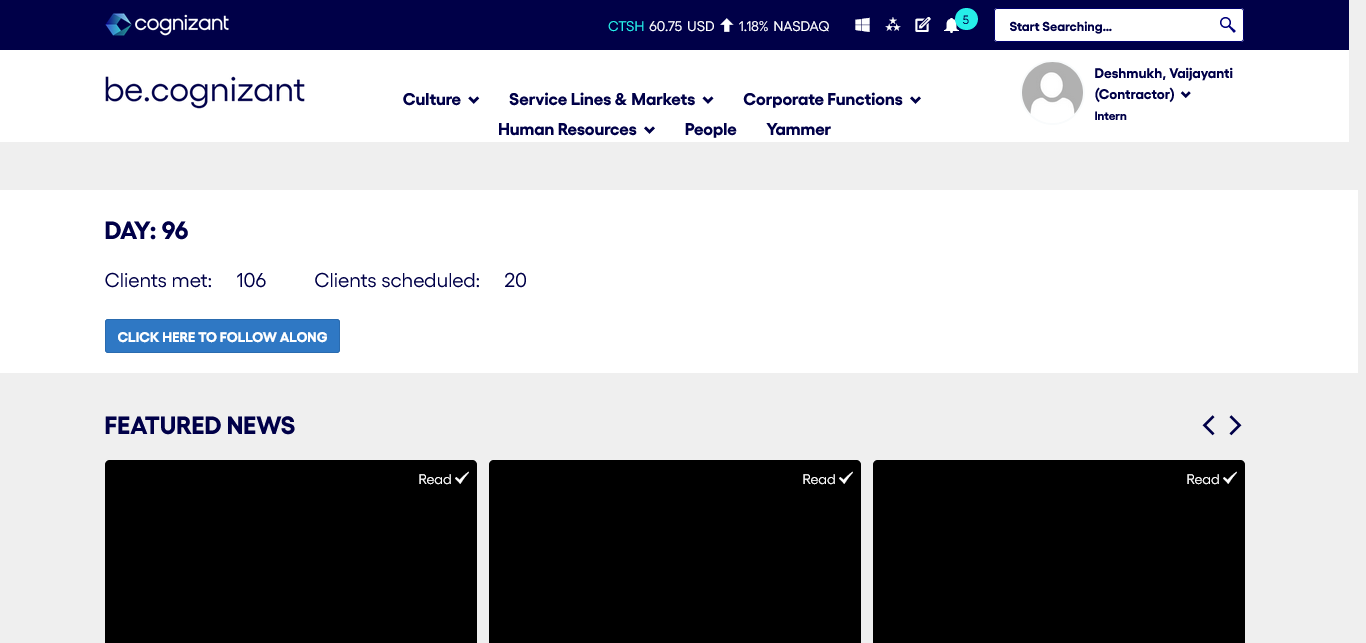 cognizant
CTSH 60.75 USD 1.18% NASDAQ
5
Start Searching...
be.cognizant
Culture
Service Lines & Markets
Corporate Functions
Human Resources
People
Yammer
Deshmukh, Vaijayanti
(Contractor)
Intern
DAY: 96
Clients met: 106 Clients scheduled: 20
CLICK HERE TO FOLLOW ALONG
FEATURED NEWS
Read
Read
Read